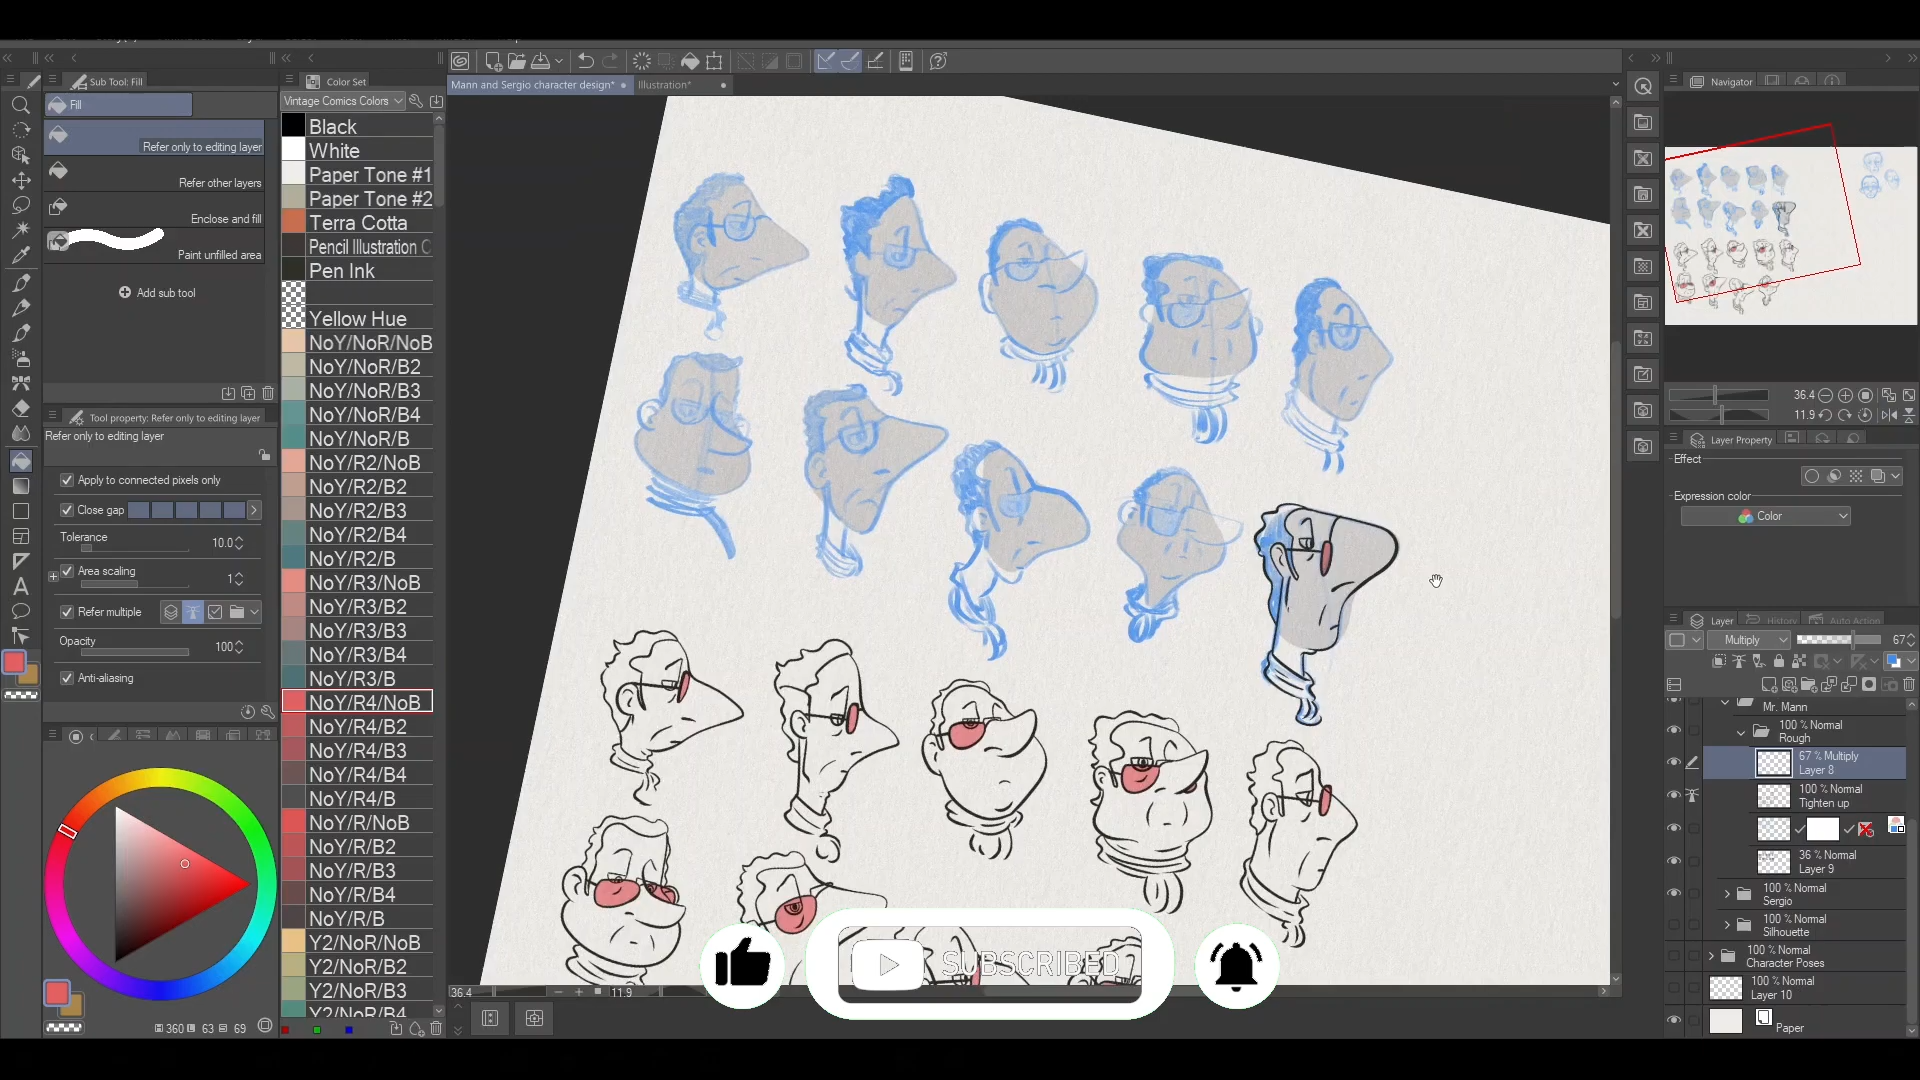 Sub Tool: Fill
Color Set
Mann and Sergio character design*
Illustration*
Navigator
Fill
Vintage Comics Colors
Refer only to editing layer
Refer other layers
Enclose and fill
Paint unfilled area
Add sub tool
Black
White
Paper Tone #1
Paper Tone #2
Terra Cotta
Pencil Illustration C
Pen Ink
Yellow Hue
NoY/NoR/NoB
NoY/NoR/B2
NoY/NoR/B3
NoY/NoR/B4
NoY/NoR/B
NoY/R2/NoB
NoY/R2/B2
NoY/R2/B3
NoY/R2/B4
NoY/R2/B
NoY/R3/NoB
NoY/R3/B2
NoY/R3/B3
NoY/R3/B4
NoY/R3/B
NoY/R4/NoB
NoY/R4/B2
NoY/R4/B3
NoY/R4/B4
NoY/R4/B
NoY/R/NoB
NoY/R/B2
NoY/R/B3
NoY/R/B4
NoY/R/B
Y2/NoR/NoB
Y2/NoR/B2
Y2/NoR/B3
Y2/NoR/B4
Tool property: Refer only to editing layer
Refer only to editing layer
Apply to connected pixels only
Close gap
Tolerance
10.0
Area scaling
1
Refer multiple
Opacity
100
Anti-aliasing
360 63 69
36.4
11.9
SUBSCRIBED
36.4
11.9
Layer Property
Effect
Expression color
Color
Layer
History
Auto Action
Multiply
67
Mr. Mann
100 % Normal
Rough
67 % Multiply
Layer 8
100 % Normal
Tighten up
36 % Normal
Layer 9
100 % Normal
Sergio
100 % Normal
Silhouette
100 % Normal
Character Poses
100 % Normal
Layer 10
Paper